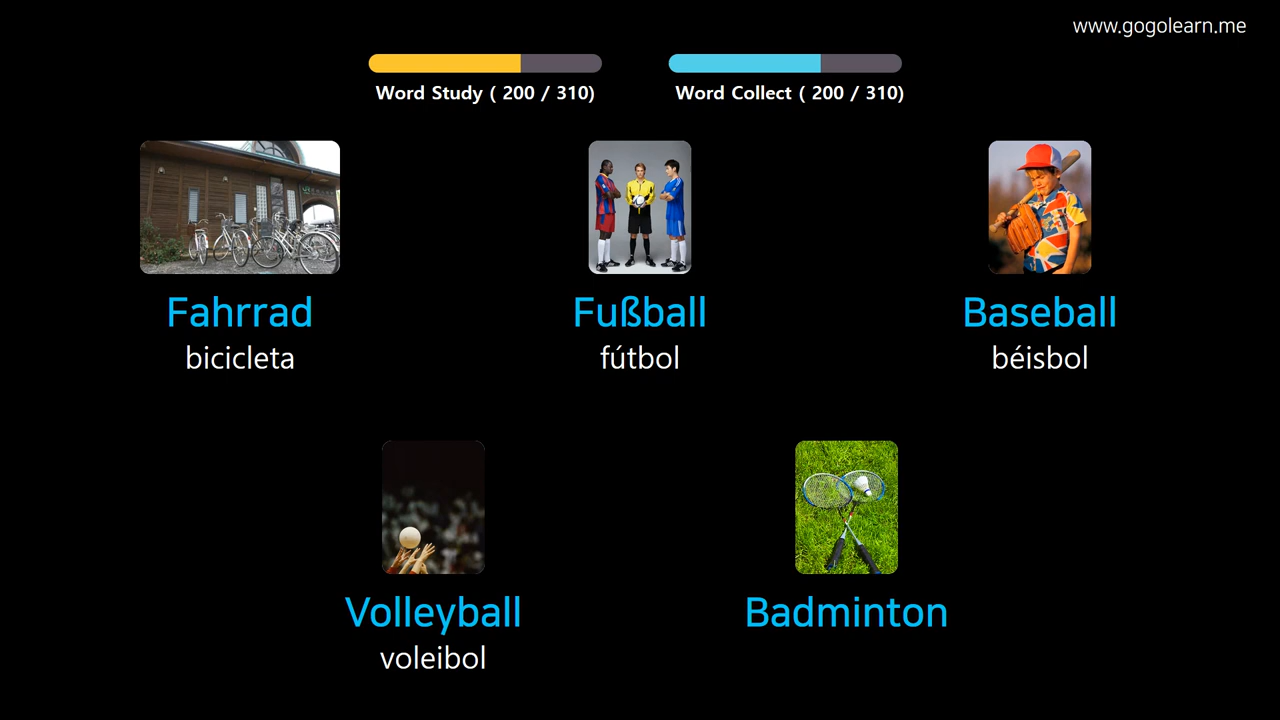 www.gogolearn.me
Word Study ( 200 / 310)
Word Collect ( 200 / 310)
Fahrrad
bicicleta
Fußball
fútbol
Baseball
béisbol
Volleyball
voleibol
Badminton